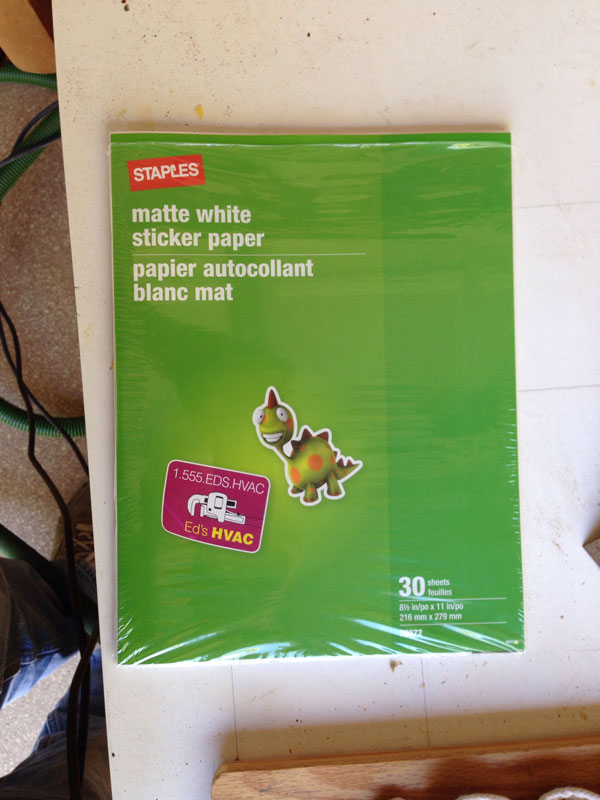 STAPLES
matte white
sticker paper
papier autocollant
blanc mat
1.555.EDS.HVAC
Ed's HVAC
30 sheets
feuilles
8½ in/po x 11 in/po
216 mm x 279 mm